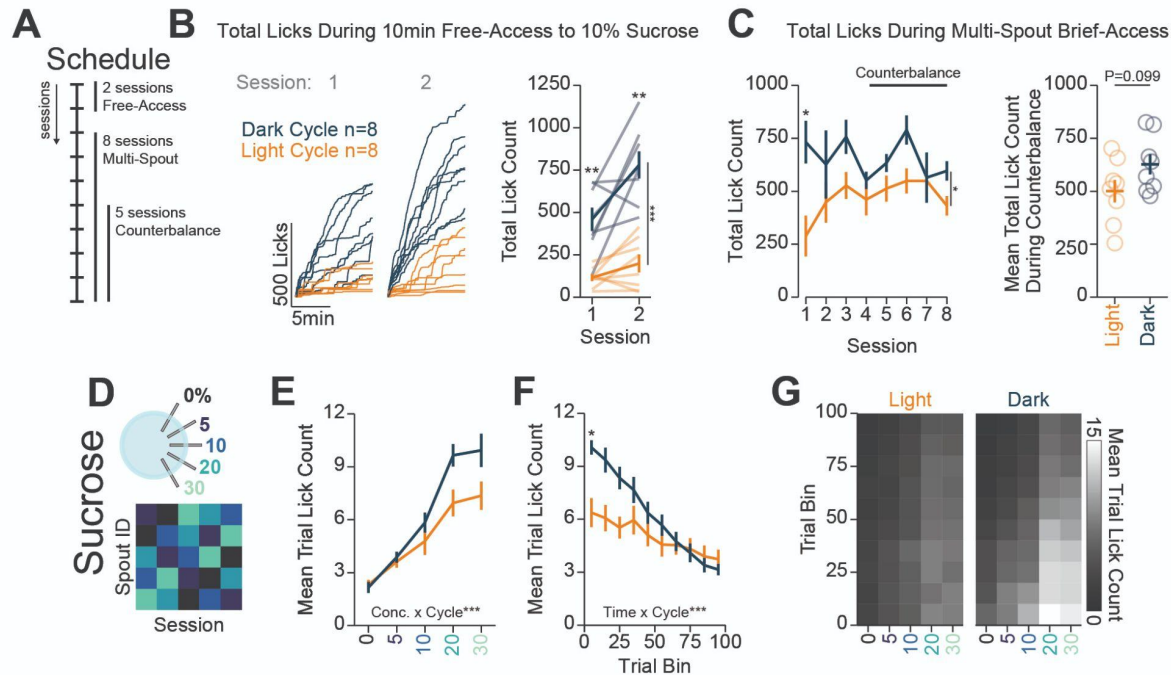 A
Schedule
sessions
2 sessions
Free-Access
8 sessions
Multi-Spout
5 sessions
Counterbalance
B
Total Licks During 10min Free-Access to 10% Sucrose
Session: 1 2
Dark Cycle n=8
Light Cycle n=8
500 Licks
5min
Total Lick Count
1250
1000
750
500
250
0
**
**
***
1 2
Session
C
Total Licks During Multi-Spout Brief-Access
Counterbalance
Total Lick Count
1000
750
500
250
0
*
*
1 2 3 4 5 6 7 8
Session
P=0.099
Mean Total Lick Count
During Counterbalance
1000
750
500
250
0
Light
Dark
D
Sucrose
0%
5
10
20
30
Spout ID
Session
E
Mean Trial Lick Count
12
9
6
3
0
Conc. x Cycle***
0 5 10 20 30
F
Mean Trial Lick Count
12
9
6
3
0
*
Time x Cycle***
0 25 50 75 100
Trial Bin
G
Light
Dark
Trial Bin
100
75
50
25
0
0 5 10 20 30
0 5 10 20 30
15
0
Mean Trial Lick Count